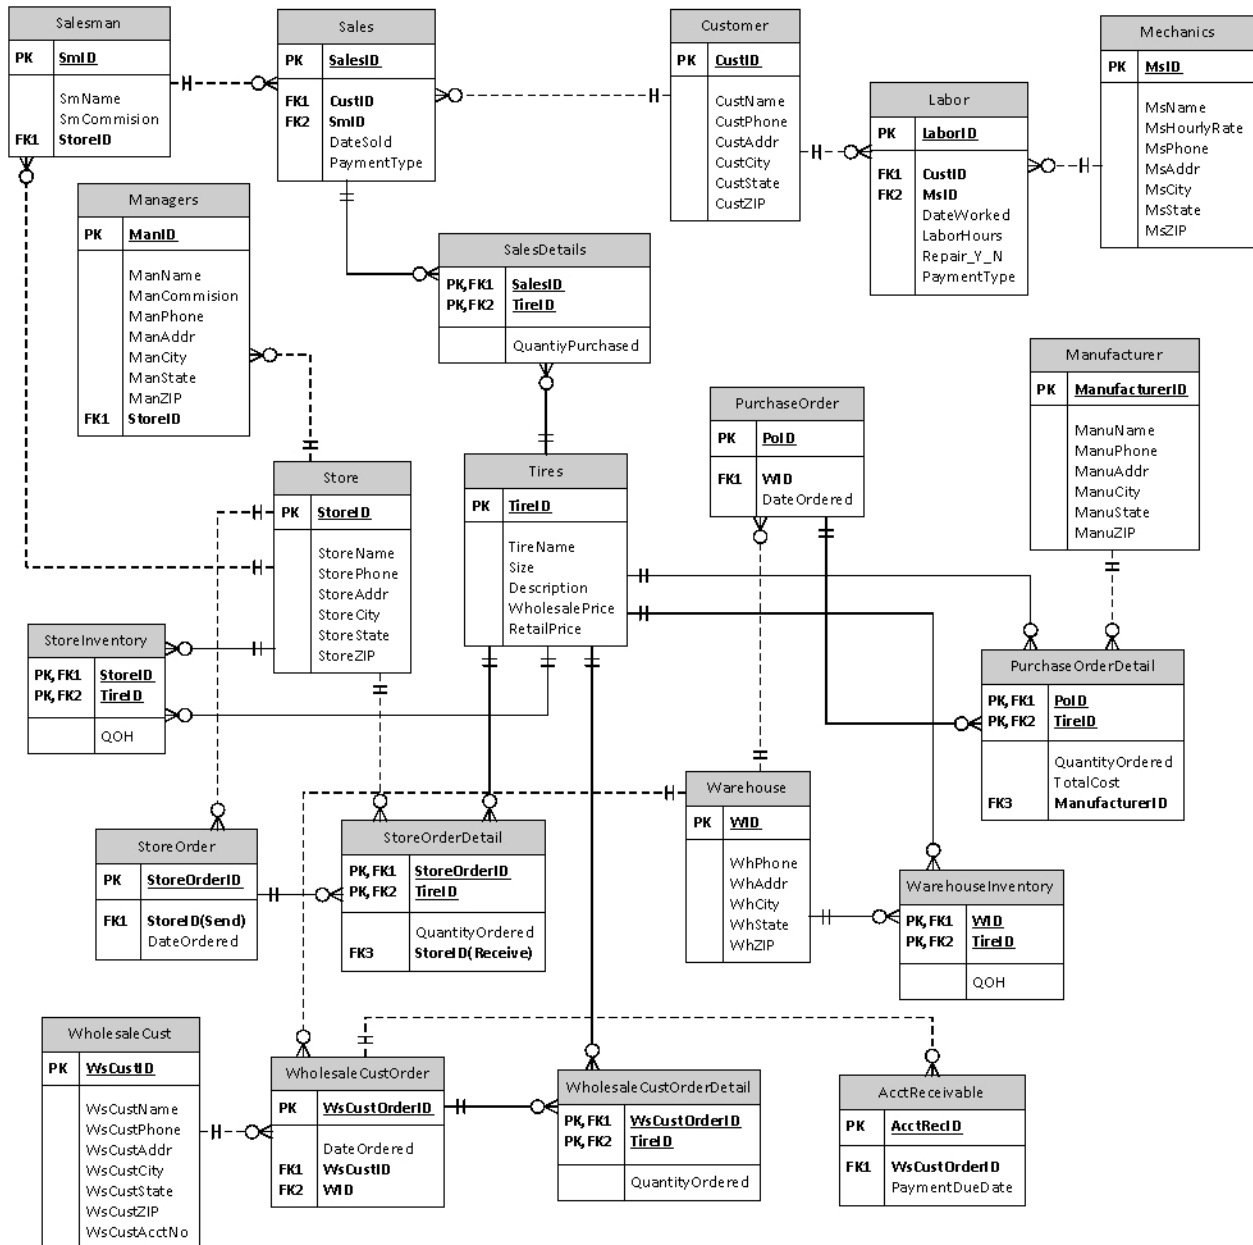 Salesman
PK SmID
SmName
SmCommision
FK1 StoreID
Sales
PK SalesID
FK1 CustID
FK2 SmID
DateSold
PaymentType
Customer
PK CustID
CustName
CustPhone
CustAddr
CustCity
CustState
CustZIP
Labor
PK LaborID
FK1 CustID
FK2 MsID
DateWorked
LaborHours
Repair_Y_N
PaymentType
Mechanics
PK MsID
MsName
MsHourlyRate
MsPhone
MsAddr
MsCity
MsState
MsZIP
Managers
PK ManID
ManName
ManCommision
ManPhone
ManAddr
ManCity
ManState
ManZIP
FK1 StoreID
SalesDetails
PK,FK1 SalesID
PK,FK2 TireID
QuantiyPurchased
Manufacturer
PK ManufacturerID
ManuName
ManuPhone
ManuAddr
ManuCity
ManuState
ManuZIP
PurchaseOrder
PK PoID
FK1 WID
DateOrdered
Store
PK StoreID
StoreName
StorePhone
StoreAddr
StoreCity
StoreState
StoreZIP
Tires
PK TireID
TireName
Size
Description
WholesalePrice
RetailPrice
StoreInventory
PK,FK1 StoreID
PK,FK2 TireID
QOH
PurchaseOrderDetail
PK,FK1 PoID
PK,FK2 TireID
QuantityOrdered
TotalCost
FK3 ManufacturerID
Warehouse
PK WID
WhPhone
WhAddr
WhCity
WhState
WhZIP
StoreOrder
PK StoreOrderID
FK1 StoreID(Send)
DateOrdered
StoreOrderDetail
PK,FK1 StoreOrderID
PK,FK2 TireID
QuantityOrdered
FK3 StoreID(Receive)
WarehouseInventory
PK,FK1 WID
PK,FK2 TireID
QOH
WholesaleCust
PK WsCustID
WsCustName
WsCustPhone
WsCustAddr
WsCustCity
WsCustState
WsCustZIP
WsCustAcctNo
WholesaleCustOrder
PK WsCustOrderID
DateOrdered
FK1 WsCustID
FK2 WID
WholesaleCustOrderDetail
PK,FK1 WsCustOrderID
PK,FK2 TireID
QuantityOrdered
AcctReceivable
PK AcctRecID
FK1 WsCustOrderID
PaymentDueDate